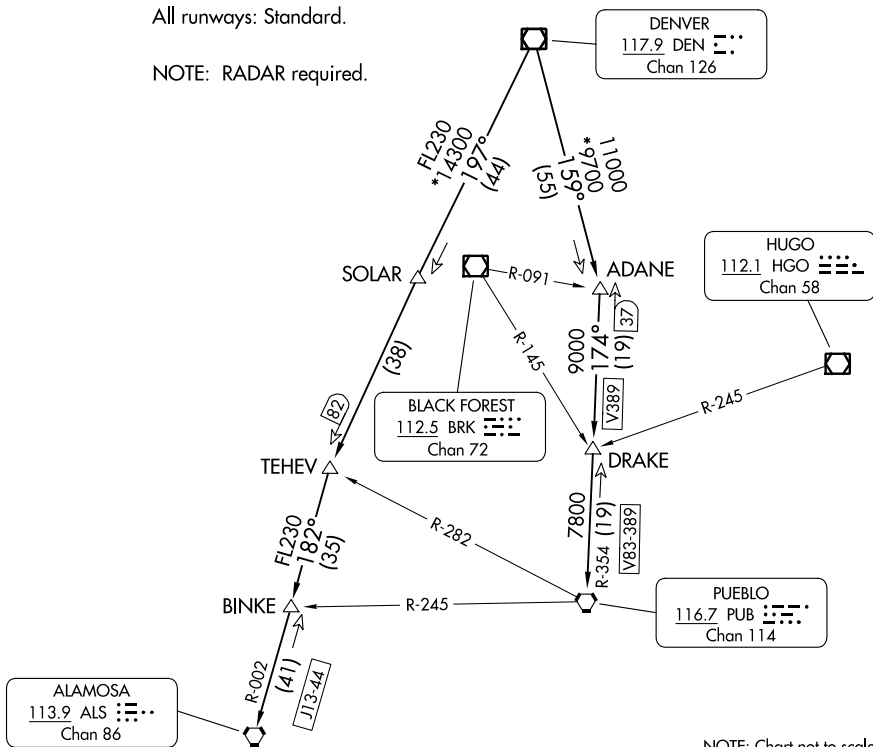 All runways: Standard.
NOTE: RADAR required.
DENVER
117.9 DEN
Chan 126
FL230
*14300
197°
(44)
11000
*9700
159°
(55)
HUGO
112.1 HGO
Chan 58
SOLAR
R-091
ADANE
37
R-145
9000
174°
(19)
V389
R-245
(38)
82
BLACK FOREST
112.5 BRK
Chan 72
TEHEV
DRAKE
R-282
7800
R-354 (19)
V83-389
FL230
182°
(35)
BINKE
R-245
PUEBLO
116.7 PUB
Chan 114
R-002
(41)
J13-44
ALAMOSA
113.9 ALS
Chan 86
NOTE: Chart not to scale